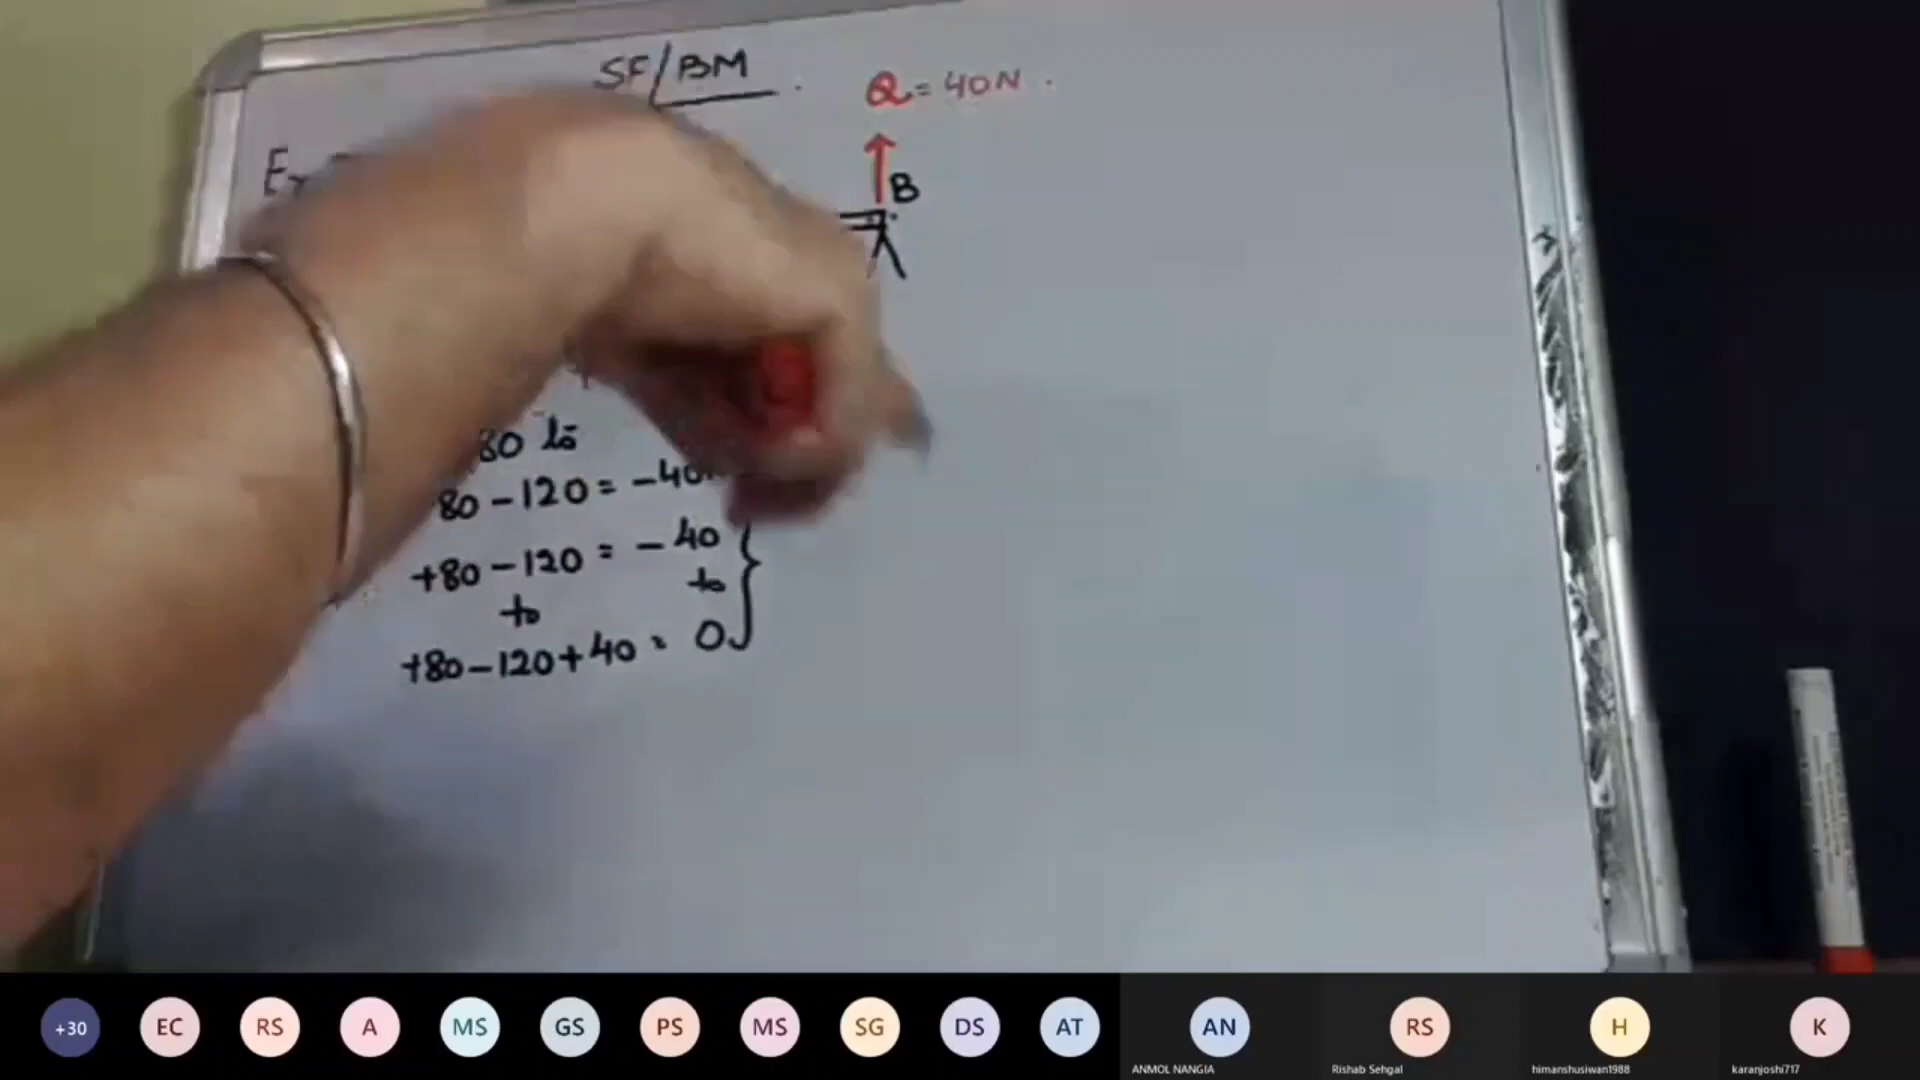 SF/BM .
Q = 40N .
B
80 to
80 - 120 = - 40
+80 - 120 = - 40
to to
+80 - 120 + 40 = 0
+30 EC RS A MS GS PS MS SG DS AT AN RS H K
ANMOL NANGIA Rishab Sehgal himanshusiwan1988 karanjoshi717